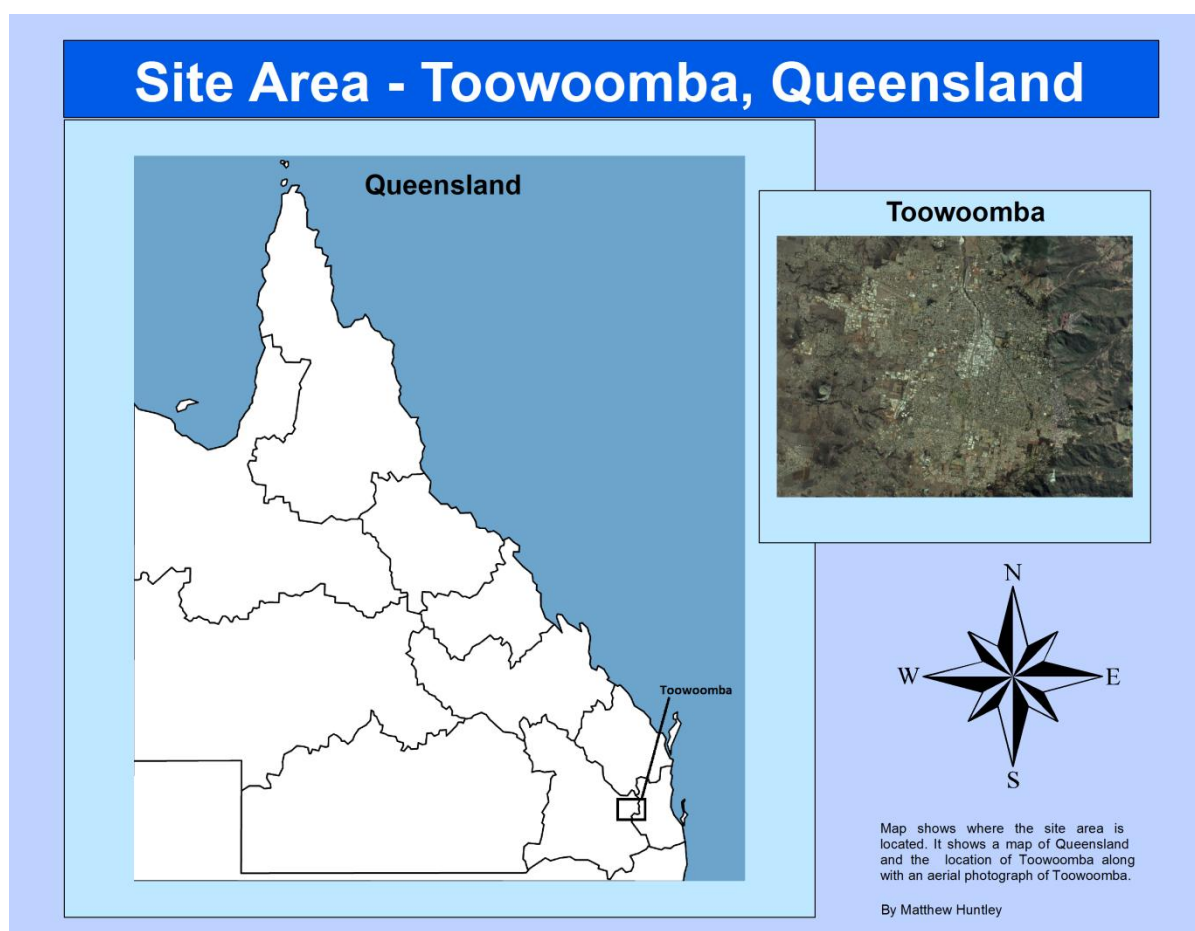 Site Area - Toowoomba, Queensland
Queensland
Toowoomba
Toowoomba
N
W
E
S
Map shows where the site area is
located. It shows a map of Queensland
and the location of Toowoomba along
with an aerial photograph of Toowoomba.
By Matthew Huntley